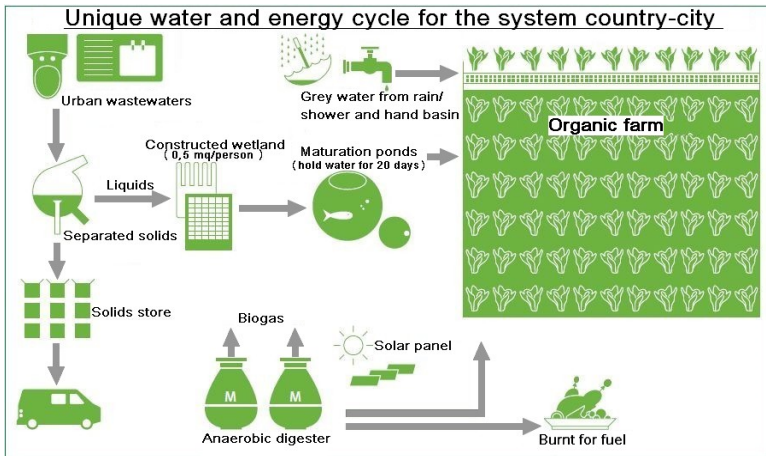 Unique water and energy cycle for the system country-city
Urban wastewaters
Grey water from rain/
shower and hand basin
Organic farm
Constructed wetland
(0,5 mq/person)
Maturation ponds
(hold water for 20 days)
Liquids
Separated solids
Solids store
Biogas
Solar panel
M
M
Anaerobic digester
Burnt for fuel